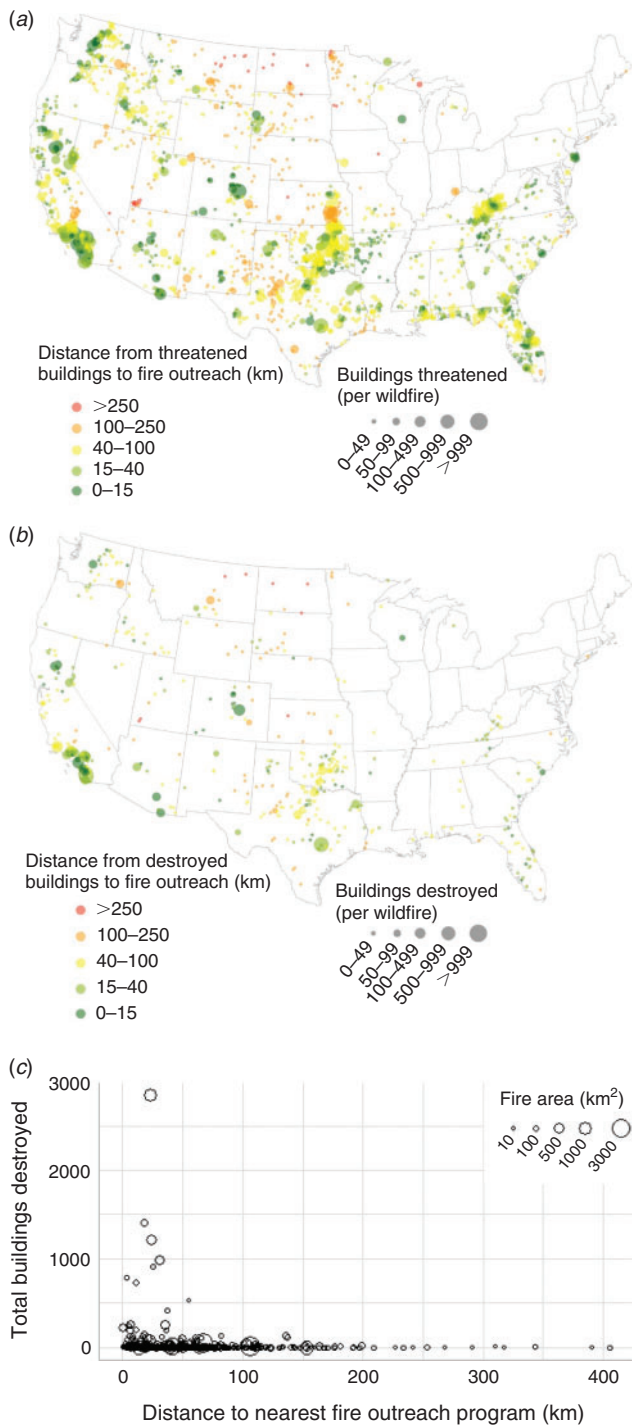 (a)
Distance from threatened
buildings to fire outreach (km)
>250
100–250
40–100
15–40
0–15
Buildings threatened
(per wildfire)
0–49
50–99
100–499
500–999
>999
(b)
Distance from destroyed
buildings to fire outreach (km)
>250
100–250
40–100
15–40
0–15
Buildings destroyed
(per wildfire)
0–49
50–99
100–499
500–999
>999
(c)
3000
2000
1000
0
Total buildings destroyed
Fire area (km²)
10
100
500
1000
3000
0
50
100
150
200
250
300
350
400
Distance to nearest fire outreach program (km)